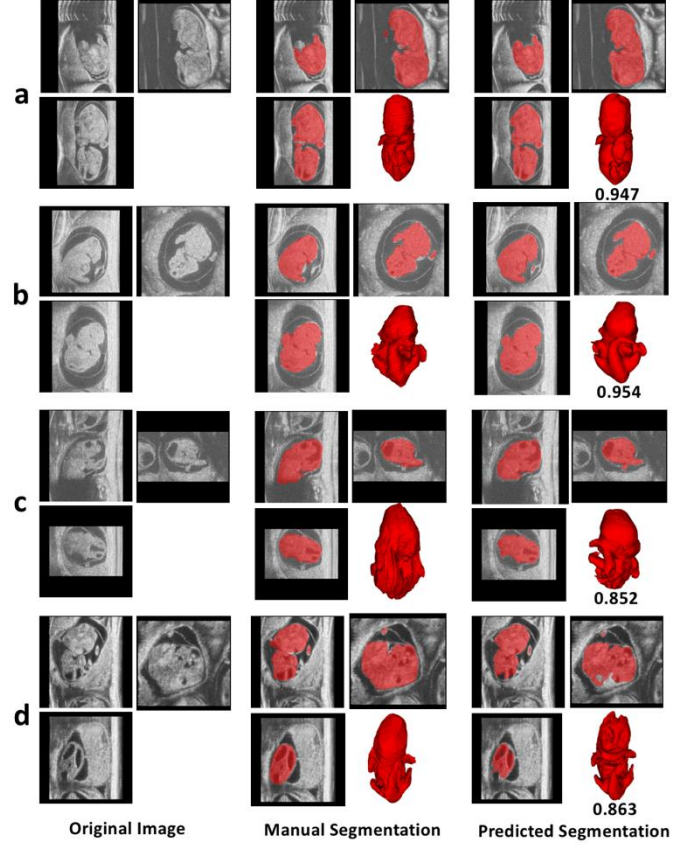 a
0.947
b
0.954
c
0.852
d
0.863
Original Image Manual Segmentation Predicted Segmentation